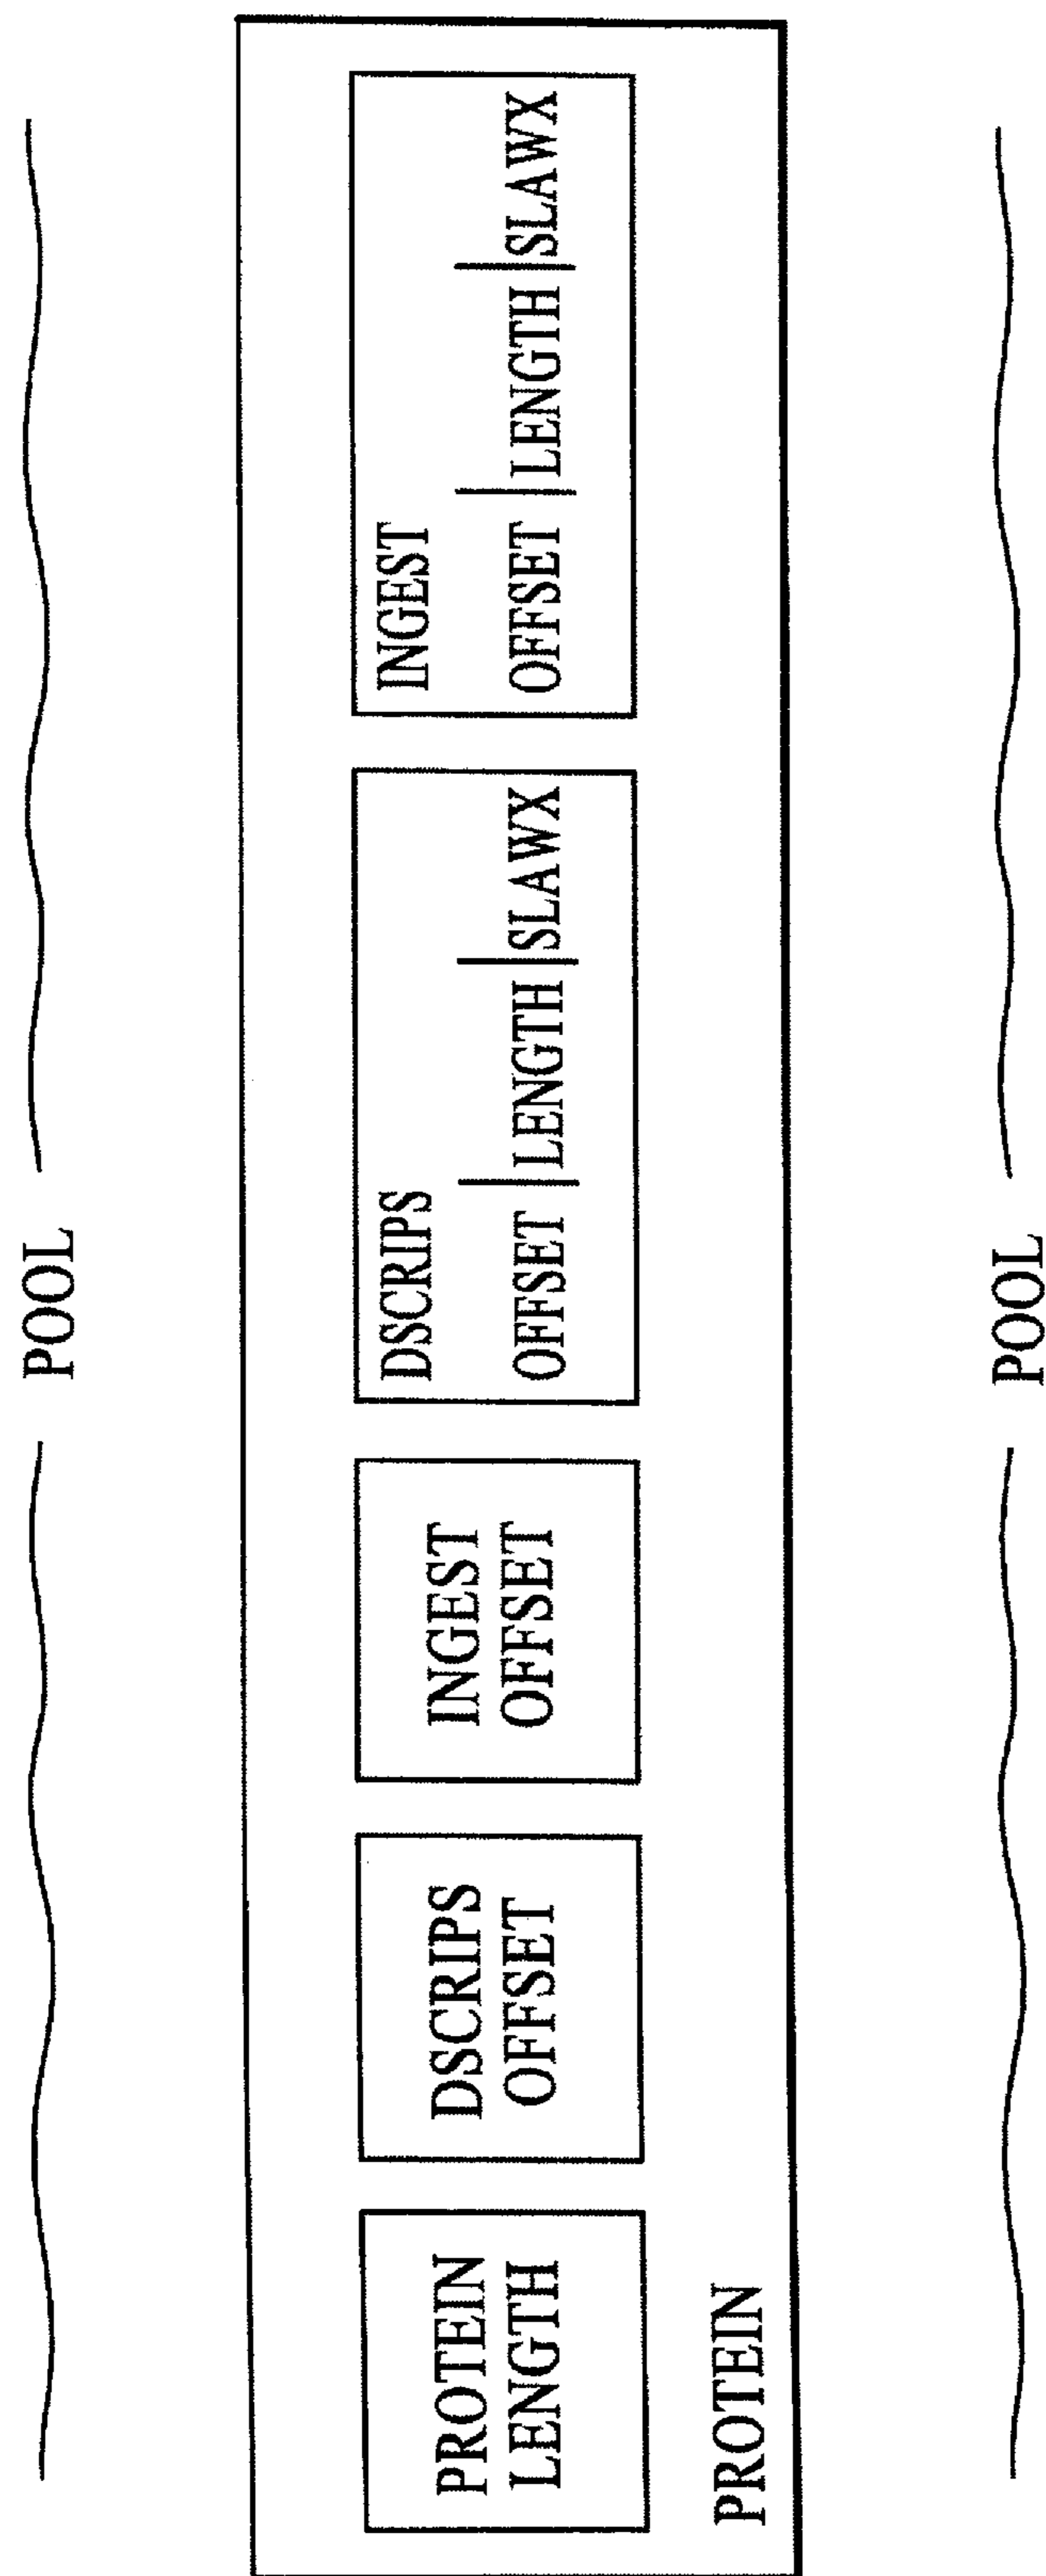 POOL
PROTEIN
LENGTH
DSCRIPS
OFFSET
INGEST
OFFSET
DSCRIPS
OFFSET LENGTH SLAWX
INGEST
OFFSET LENGTH SLAWX
PROTEIN
POOL